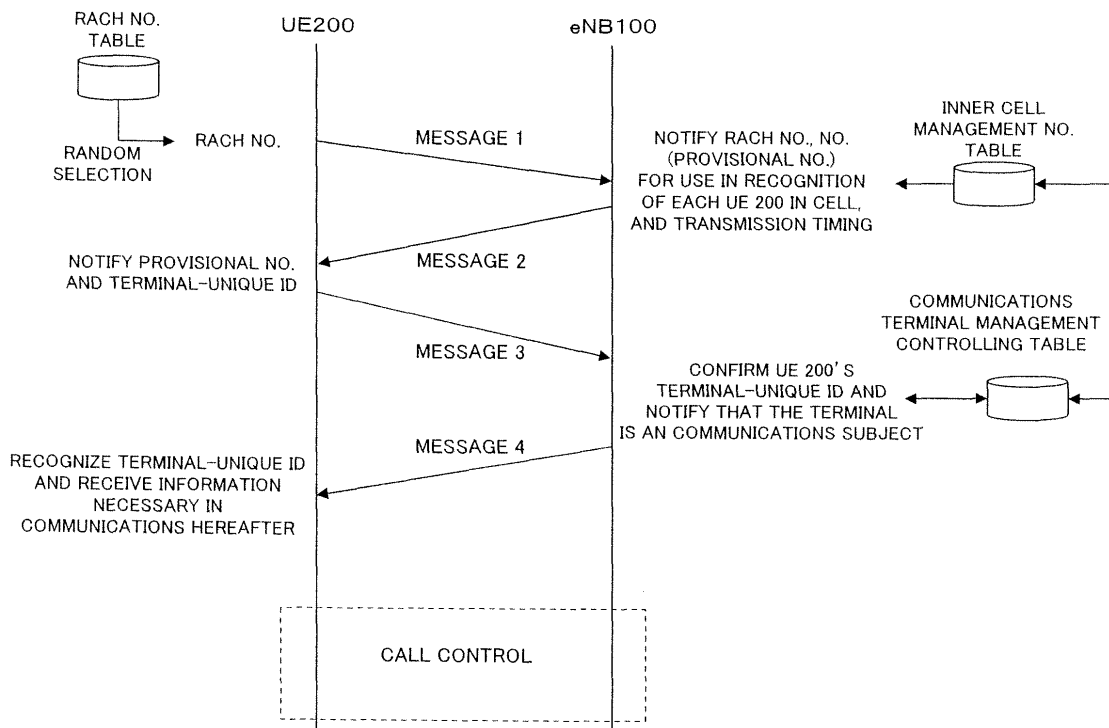 RACH NO.
TABLE
UE200
eNB100
RANDOM
SELECTION
RACH NO.
MESSAGE 1
NOTIFY RACH NO., NO.
(PROVISIONAL NO.)
FOR USE IN RECOGNITION
OF EACH UE 200 IN CELL,
AND TRANSMISSION TIMING
INNER CELL
MANAGEMENT NO.
TABLE
MESSAGE 2
NOTIFY PROVISIONAL NO.
AND TERMINAL-UNIQUE ID
MESSAGE 3
COMMUNICATIONS
TERMINAL MANAGEMENT
CONTROLLING TABLE
CONFIRM UE 200'S
TERMINAL-UNIQUE ID AND
NOTIFY THAT THE TERMINAL
IS AN COMMUNICATIONS SUBJECT
MESSAGE 4
RECOGNIZE TERMINAL-UNIQUE ID
AND RECEIVE INFORMATION
NECESSARY IN
COMMUNICATIONS HEREAFTER
CALL CONTROL